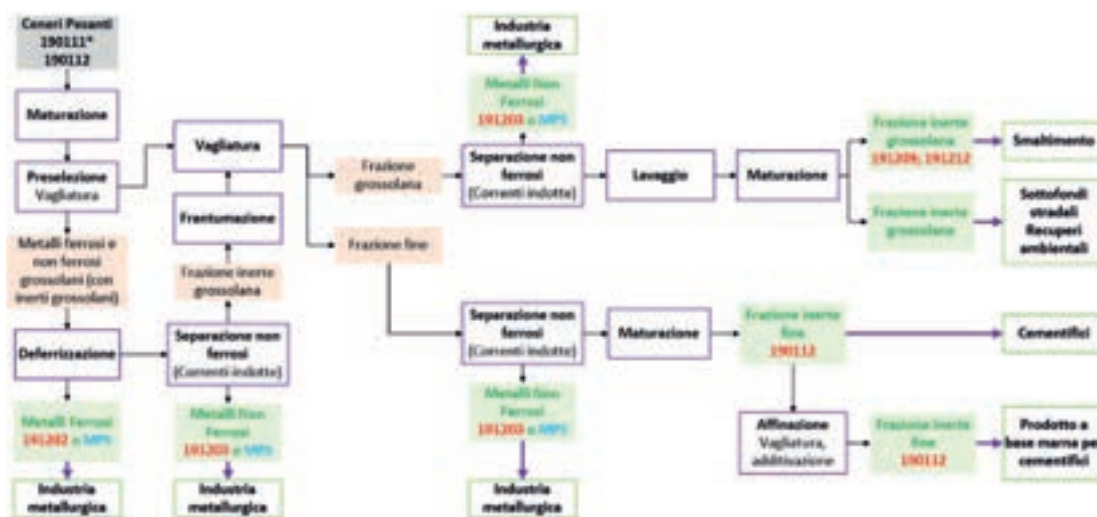 Ceneri Pesanti
190111*
190112
Maturazione
Preselezione
Vagliatura
Metalli ferrosi e
non ferrosi
grossolani (con
inerti grossolani)
Deferrizzazione
Metalli Ferrosi
191202 o MPS
Industria
metallurgica
Vagliatura
Frantumazione
Frazione inerte
grossolana
Separazione non
ferrosi
(Correnti indotte)
Metalli Non
Ferrosi
191203 o MPS
Industria
metallurgica
Frazione
grossolana
Frazione fine
Industria
metallurgica
Metalli Non
Ferrosi
191203 o MPS
Separazione non
ferrosi
(Correnti indotte)
Lavaggio
Maturazione
Frazione inerte
grossolana
191209; 191212
Smaltimento
Frazione inerte
grossolana
Sottofondi
stradali
Recuperi
ambientali
Separazione non
ferrosi
(Correnti indotte)
Metalli Non
Ferrosi
191203 o MPS
Industria
metallurgica
Maturazione
Frazione inerte
fine
190112
Cementifici
Affinazione
Vagliatura,
additivazione
Frazione inerte
fine
190112
Prodotto a
base marna per
cementifici